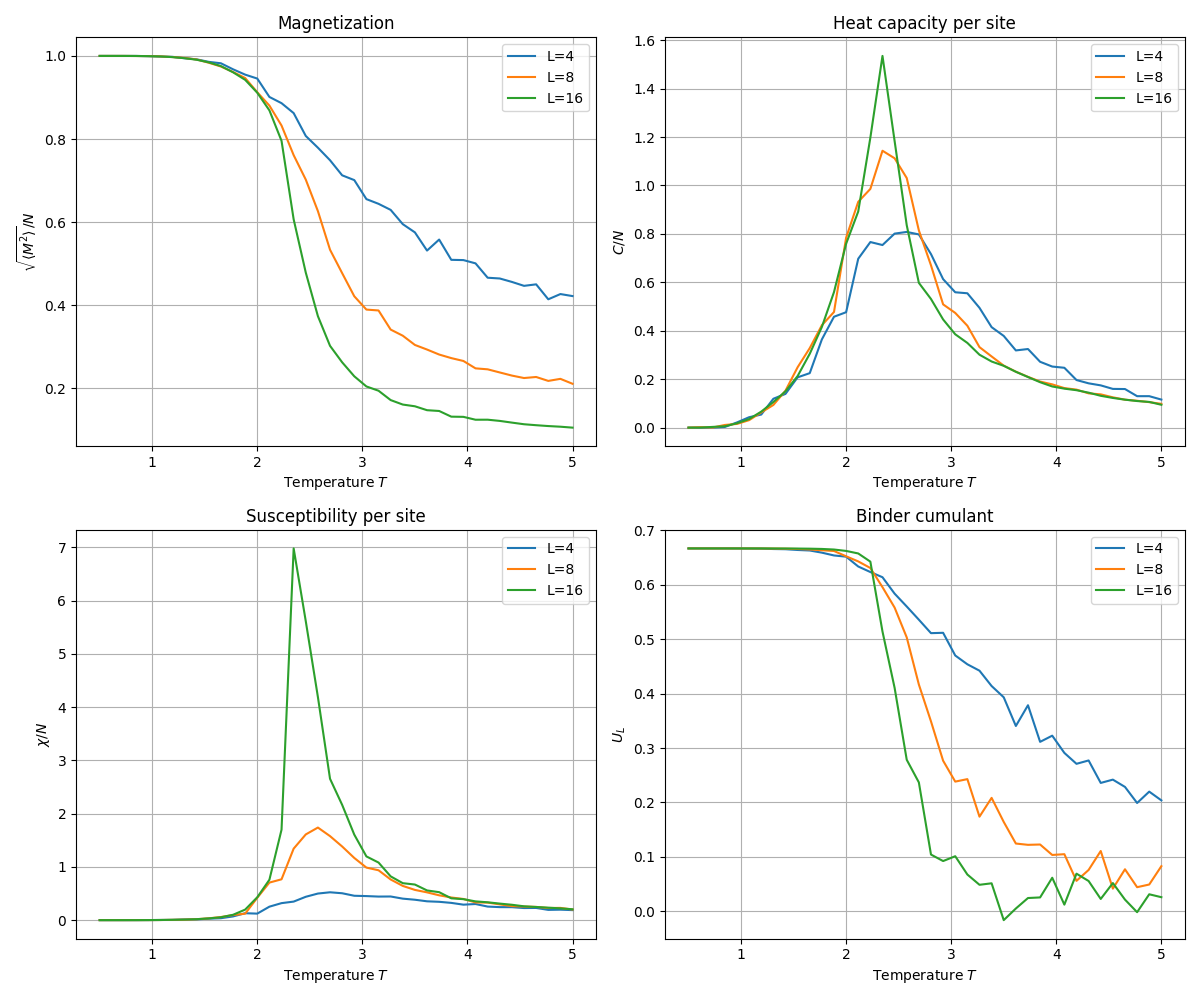 Magnetization
1.0
0.8
0.6
0.4
0.2
√⟨M²⟩/N
L=4
L=8
L=16
1 2 3 4 5
Temperature T
Heat capacity per site
1.6
1.4
1.2
1.0
0.8
0.6
0.4
0.2
0.0
C/N
L=4
L=8
L=16
1 2 3 4 5
Temperature T
Susceptibility per site
7
6
5
4
3
2
1
0
χ/N
L=4
L=8
L=16
1 2 3 4 5
Temperature T
Binder cumulant
0.7
0.6
0.5
0.4
0.3
0.2
0.1
0.0
U_L
L=4
L=8
L=16
1 2 3 4 5
Temperature T